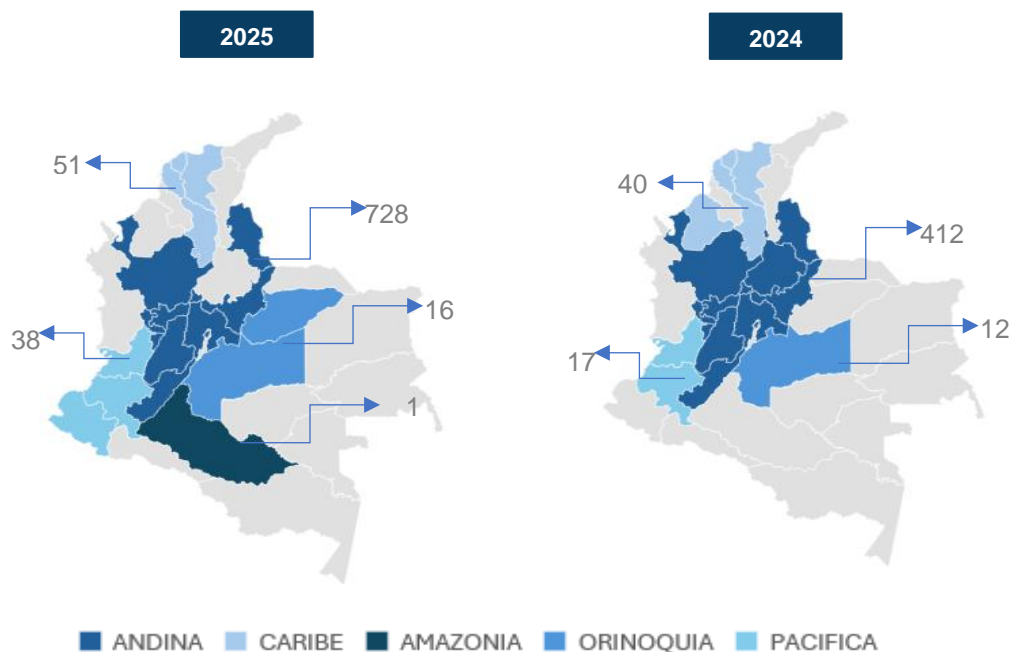 2025
2024
51
728
16
38
1
40
412
12
17
ANDINA
CARIBE
AMAZONIA
ORINOQUIA
PACIFICA